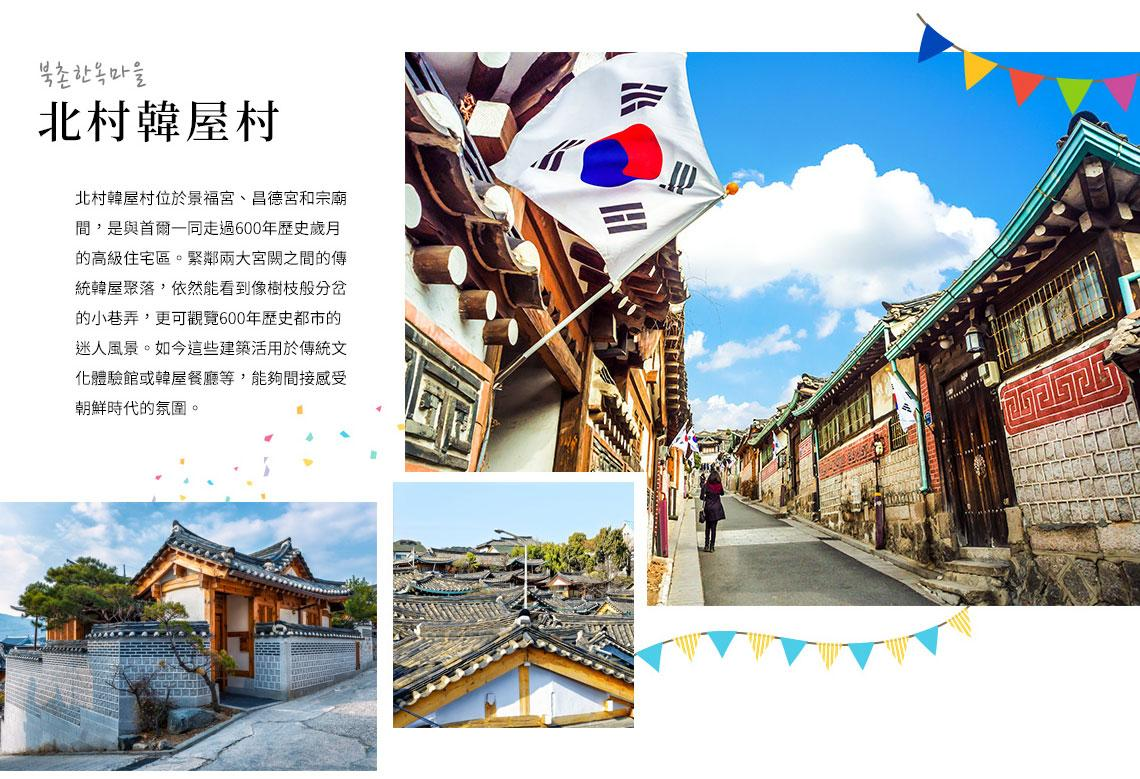 북촌한옥마을
北村韓屋村
北村韓屋村位於景福宮、昌德宮和宗廟
間，是與首爾一同走過600年歷史歲月
的高級住宅區。緊鄰兩大宮闕之間的傳
統韓屋聚落，依然能看到像樹枝般分岔
的小巷弄，更可觀覽600年歷史都市的
迷人風景。如今這些建築活用於傳統文
化體驗館或韓屋餐廳等，能夠間接感受
朝鮮時代的氛圍。